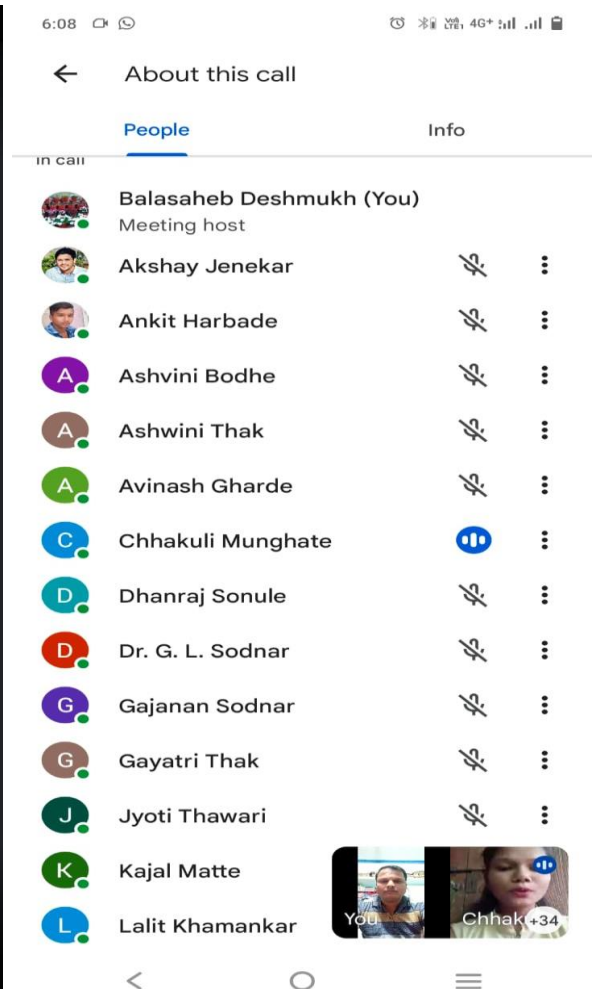 6:08 Vo) LTE1 4G+
About this call
People Info
In call
Balasaheb Deshmukh (You)
Meeting host
Akshay Jenekar
Ankit Harbade
A Ashvini Bodhe
A Ashwini Thak
A Avinash Gharde
C Chhakuli Munghate
D Dhanraj Sonule
D Dr. G. L. Sodnar
G Gajanan Sodnar
G Gayatri Thak
J Jyoti Thawari
K Kajal Matte
L Lalit Khamankar
You Chhak +34